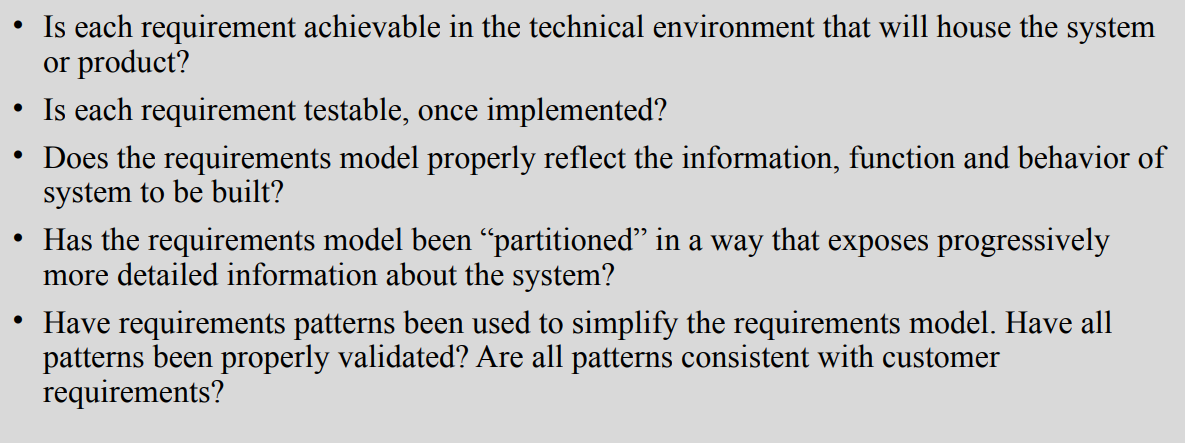 • Is each requirement achievable in the technical environment that will house the system
or product?
• Is each requirement testable, once implemented?
• Does the requirements model properly reflect the information, function and behavior of
system to be built?
• Has the requirements model been “partitioned” in a way that exposes progressively
more detailed information about the system?
• Have requirements patterns been used to simplify the requirements model. Have all
patterns been properly validated? Are all patterns consistent with customer
requirements?